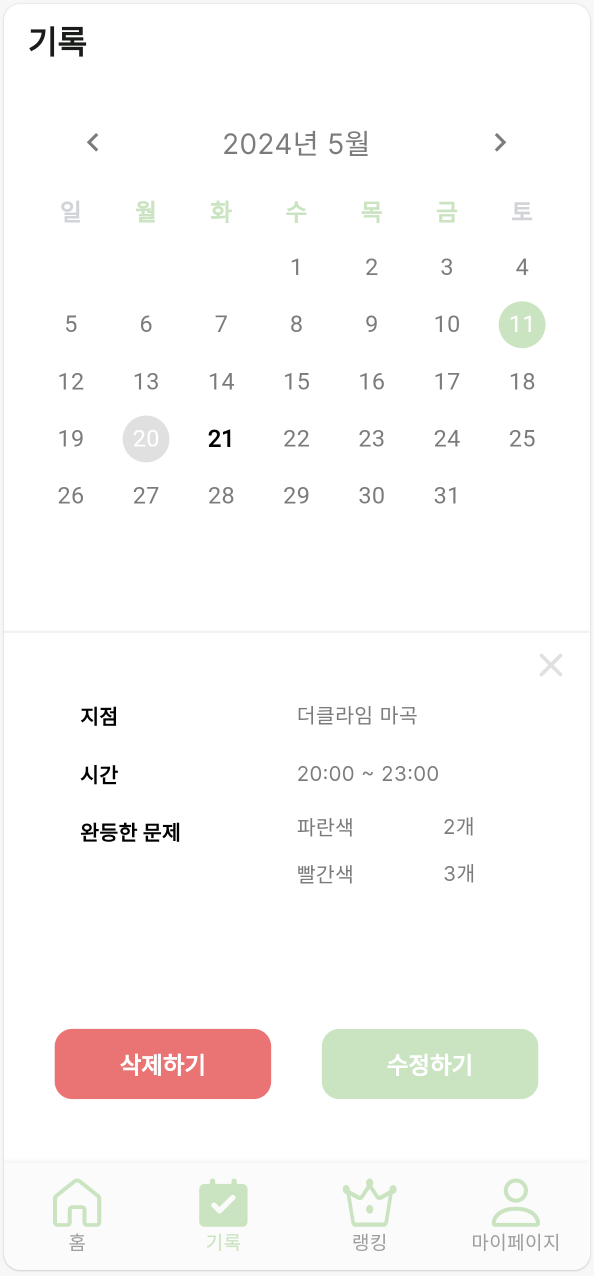 기록
2024년 5월
일 월 화 수 목 금 토
1 2 3 4
5 6 7 8 9 10 11
12 13 14 15 16 17 18
19 20 21 22 23 24 25
26 27 28 29 30 31
지점 더클라임 마곡
시간 20:00 ~ 23:00
완등한 문제 파란색 2개
빨간색 3개
삭제하기 수정하기
홈 기록 랭킹 마이페이지